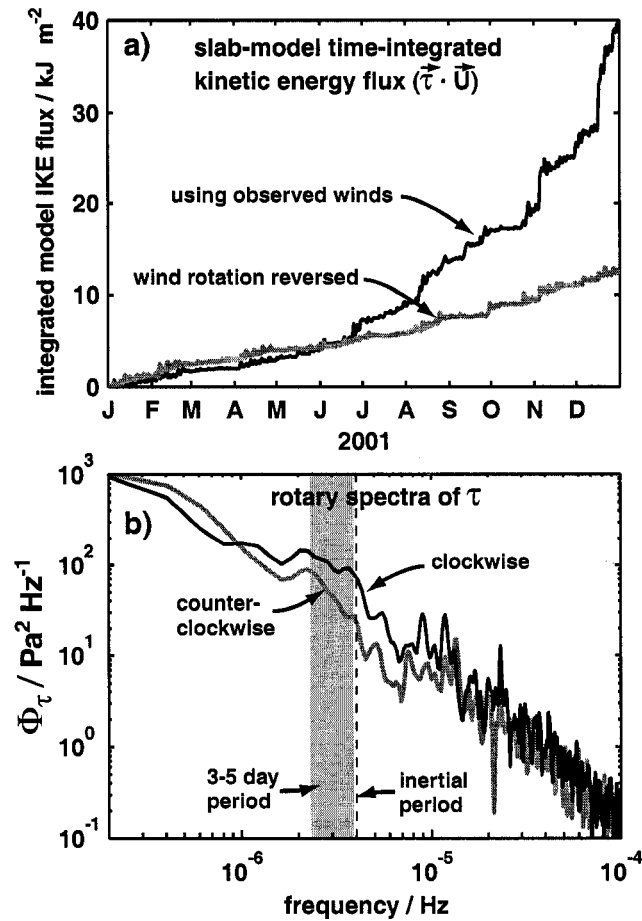 a)
slab-model time-integrated
kinetic energy flux (τ⃗ · U⃗)
integrated model IKE flux / kJ m⁻²
40
30
20
10
0
using observed winds
wind rotation reversed
J F M A M J J A S O N D
2001
b)
rotary spectra of τ
Φτ / Pa² Hz⁻¹
10³
10²
10¹
10⁰
10⁻¹
clockwise
counter-
clockwise
3-5 day
period
inertial
period
10⁻⁶ 10⁻⁵ 10⁻⁴
frequency / Hz